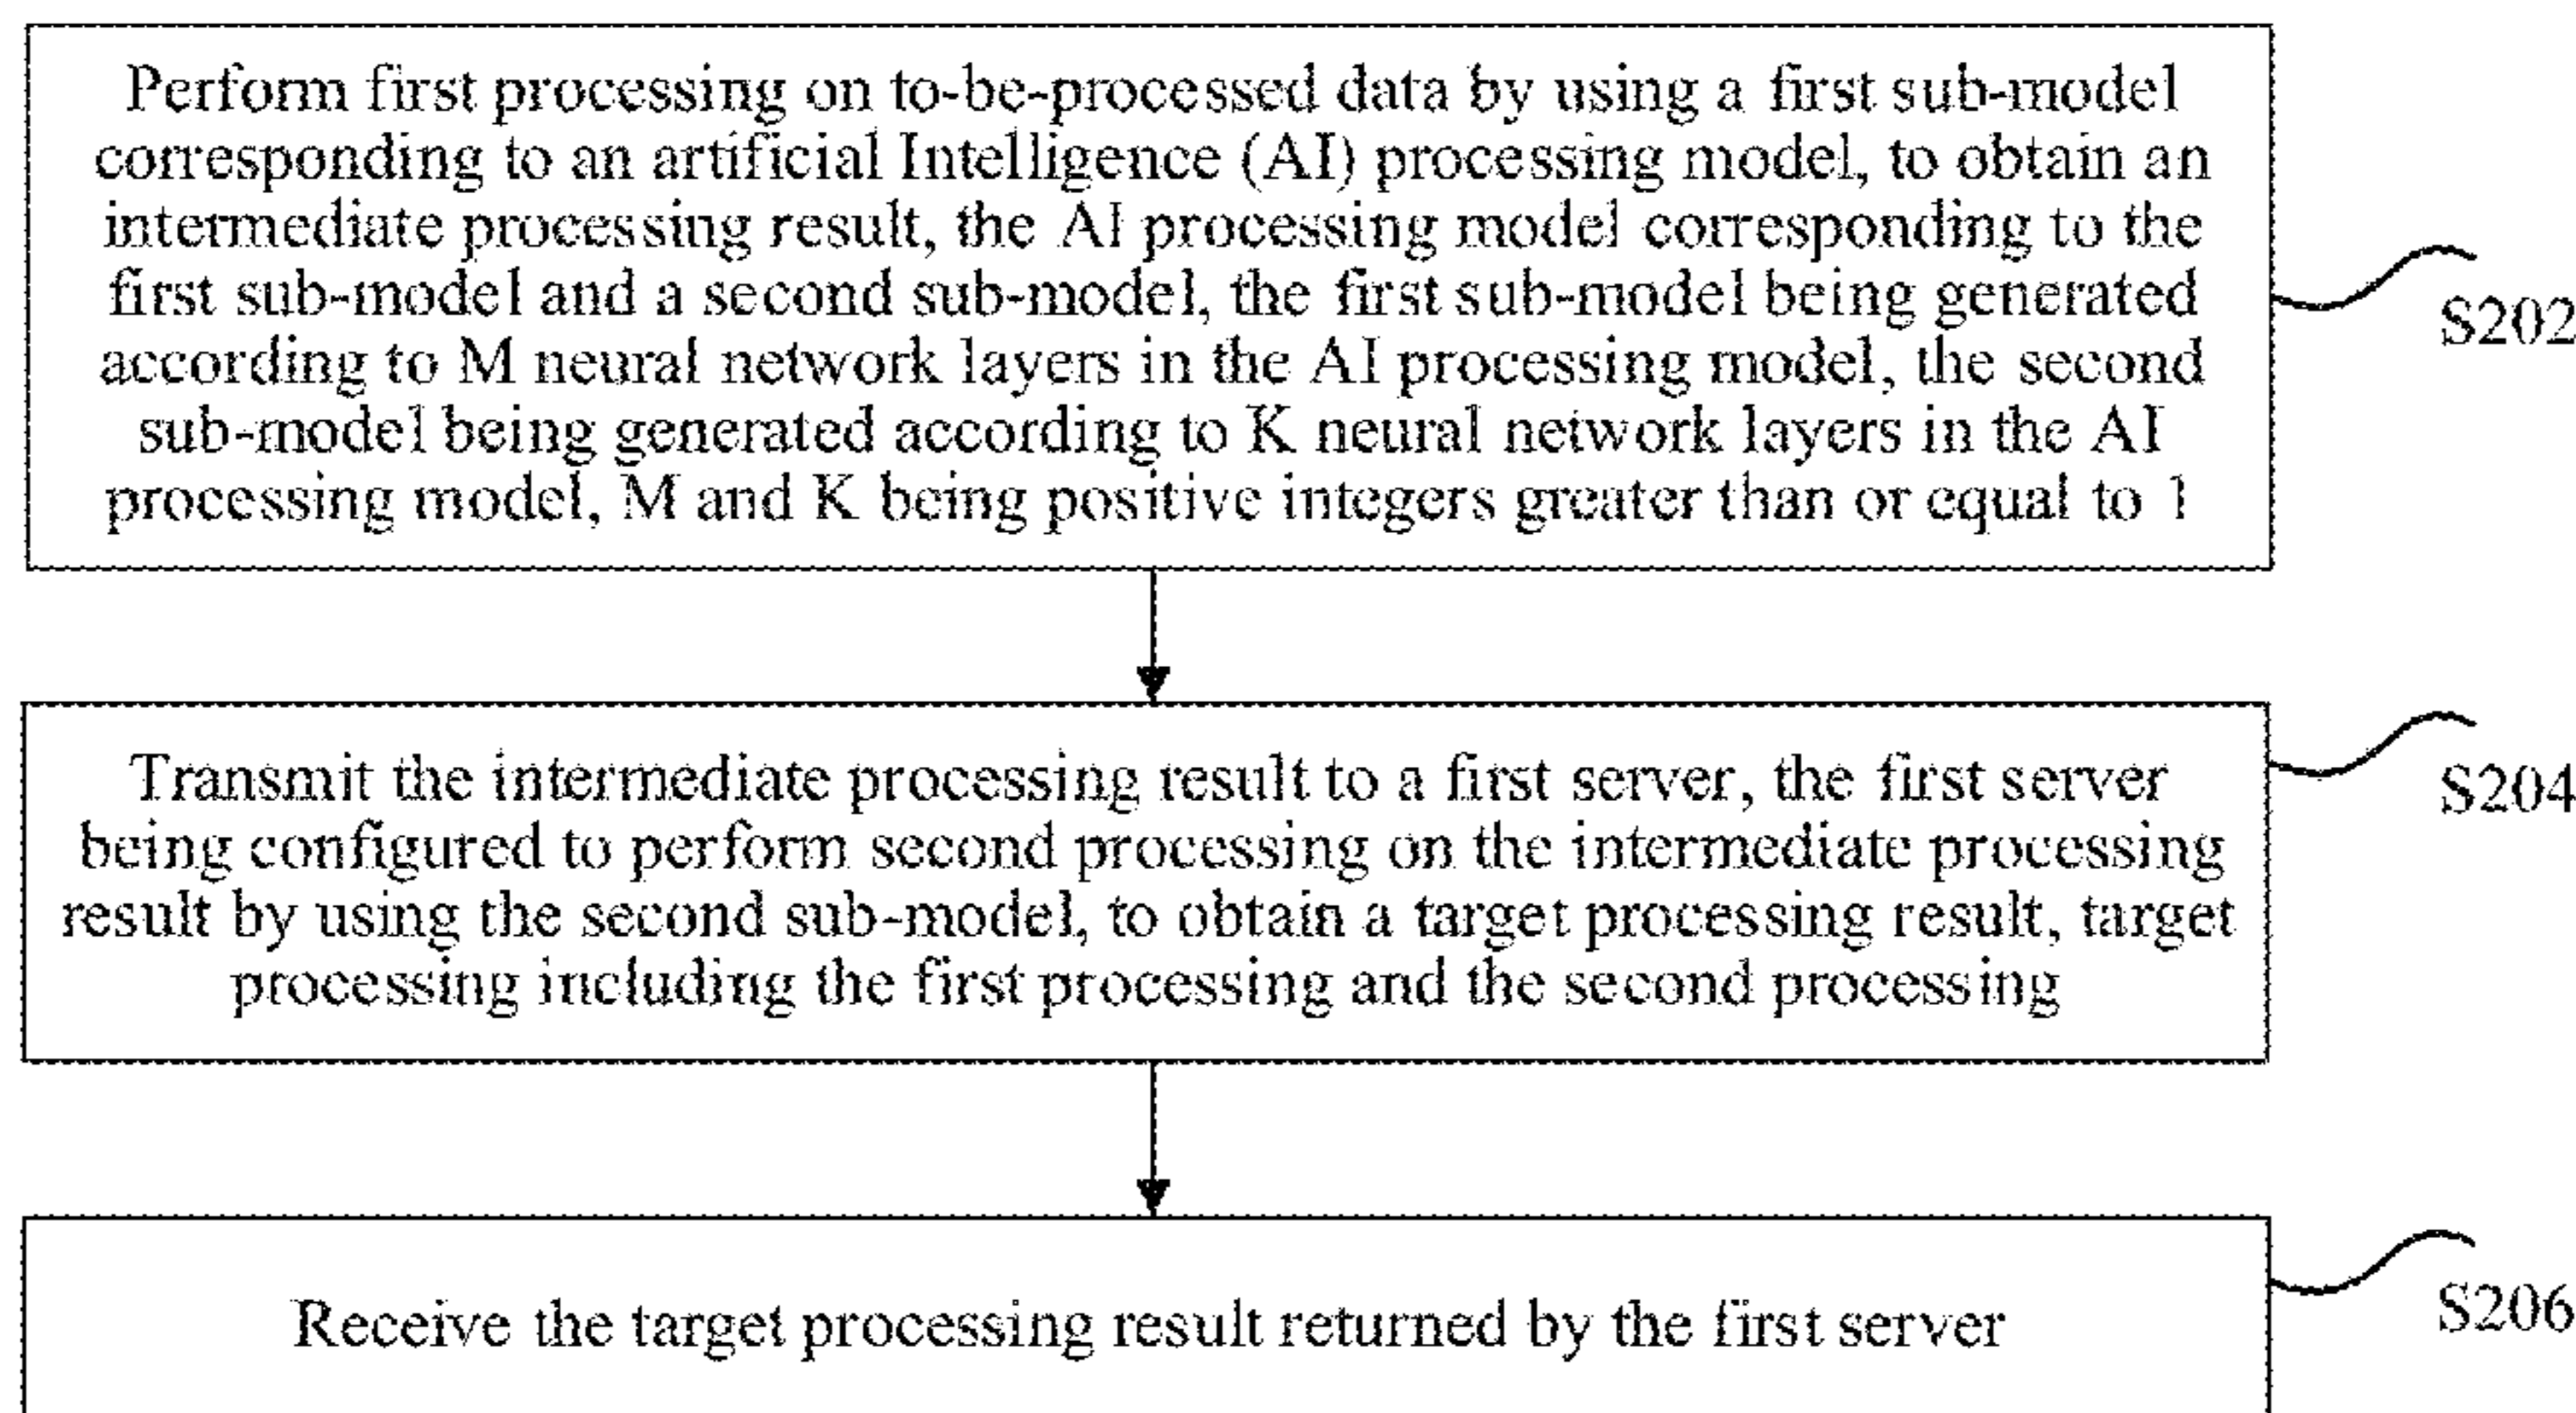 Perform first processing on to-be-processed data by using a first sub-model
corresponding to an artificial Intelligence (AI) processing model, to obtain an
intermediate processing result, the AI processing model corresponding to the
first sub-model and a second sub-model, the first sub-model being generated
according to M neural network layers in the AI processing model, the second
sub-model being generated according to K neural network layers in the AI
processing model, M and K being positive integers greater than or equal to 1
S202
Transmit the intermediate processing result to a first server, the first server
being configured to perform second processing on the intermediate processing
result by using the second sub-model, to obtain a target processing result, target
processing including the first processing and the second processing
S204
Receive the target processing result returned by the first server
S206